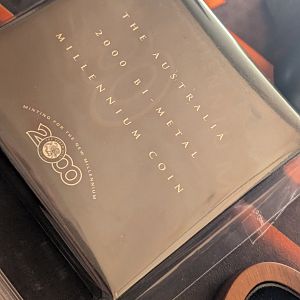 THE AUSTRALIA
2000 BI-METAL
MILLENNIUM COIN
MINTING FOR THE NEW MILLENNIUM
2000